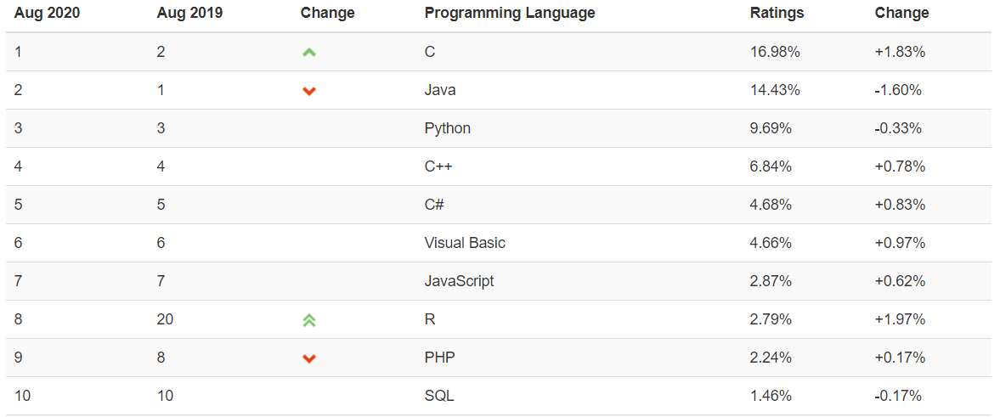 Aug 2020 Aug 2019 Change Programming Language Ratings Change
1 2 C 16.98% +1.83%
2 1 Java 14.43% -1.60%
3 3 Python 9.69% -0.33%
4 4 C++ 6.84% +0.78%
5 5 C# 4.68% +0.83%
6 6 Visual Basic 4.66% +0.97%
7 7 JavaScript 2.87% +0.62%
8 20 R 2.79% +1.97%
9 8 PHP 2.24% +0.17%
10 10 SQL 1.46% -0.17%